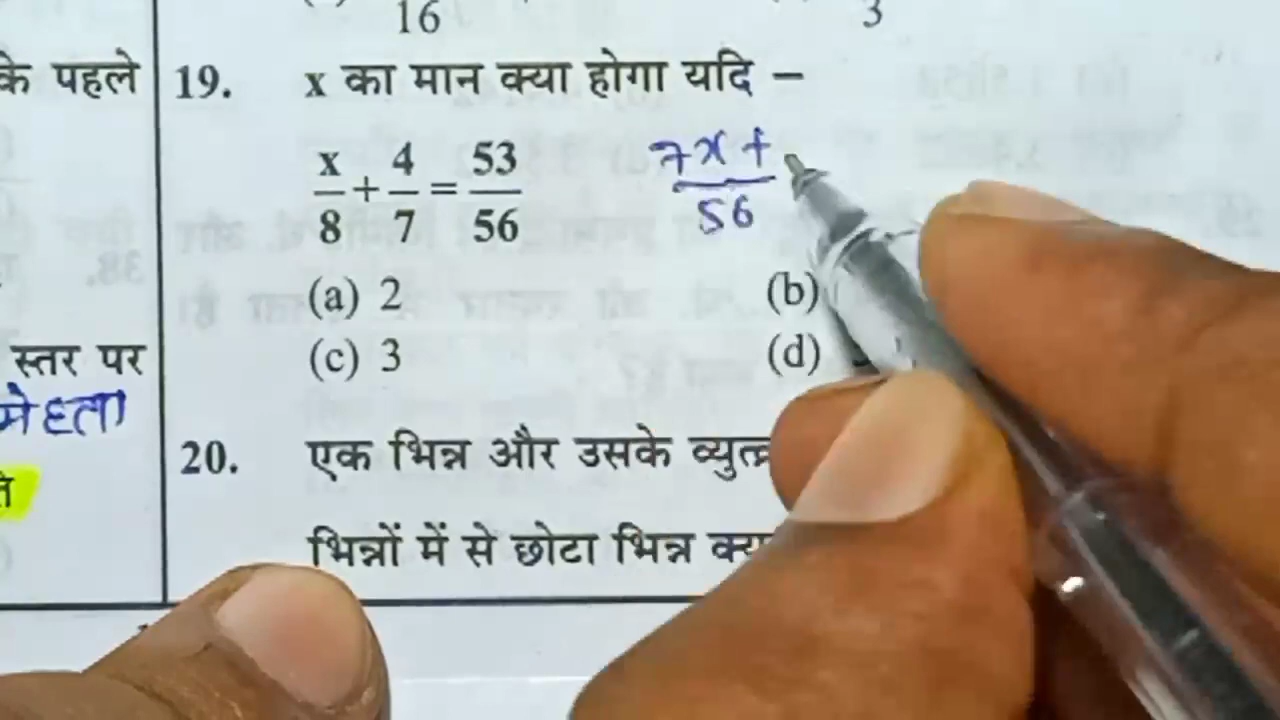 16
3
के पहले
19. x का मान क्या होगा यदि –
x/8 + 4/7 = 53/56
7x +
56
(a) 2 (b)
(c) 3 (d)
स्तर पर
20. एक भिन्न और उसके
भिन्नों में से छोटा भिन्न